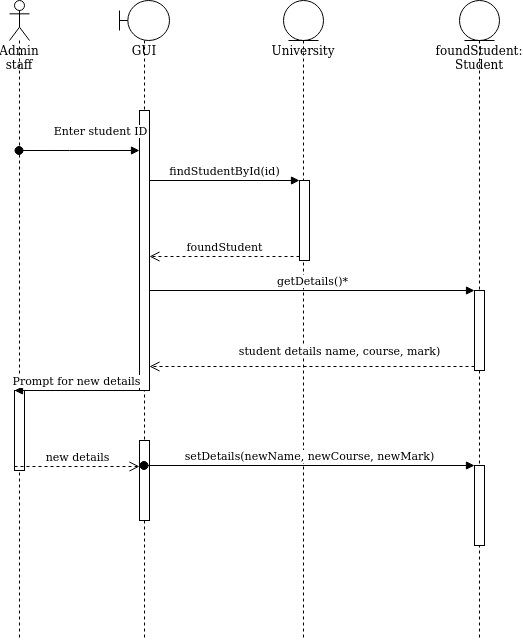 Admin
staff
GUI
University
foundStudent:
Student
Enter student ID
findStudentById(id)
foundStudent
getDetails()*
student details name, course, mark)
Prompt for new details
new details
setDetails(newName, newCourse, newMark)